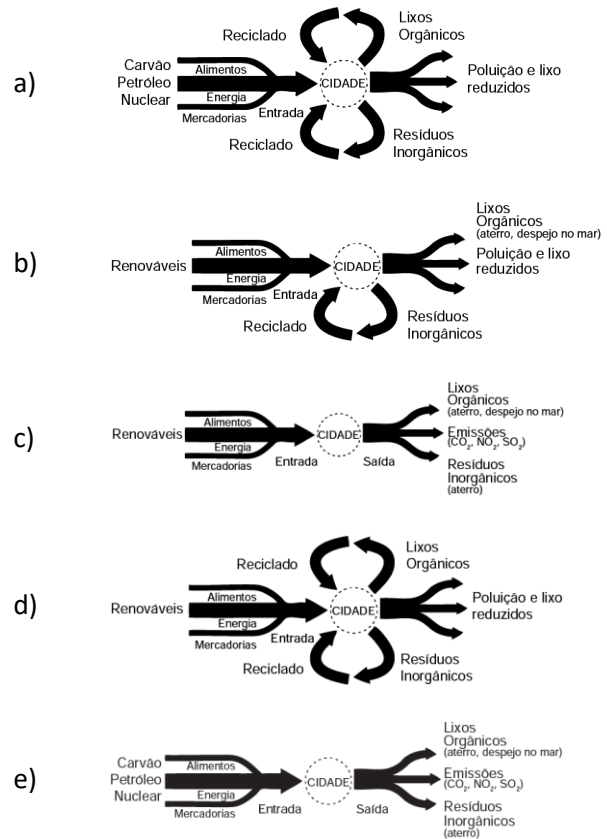 a)
Carvão
Petróleo
Nuclear
Alimentos
Energia
Mercadorias
Entrada
Reciclado
Lixos
Orgânicos
CIDADE
Reciclado
Resíduos
Inorgânicos
Poluição e lixo
reduzidos
b)
Renováveis
Alimentos
Energia
Mercadorias
Entrada
CIDADE
Reciclado
Resíduos
Inorgânicos
Lixos
Orgânicos
(aterro, despejo no mar)
Poluição e lixo
reduzidos
c)
Renováveis
Alimentos
Energia
Mercadorias
Entrada
CIDADE
Saída
Lixos
Orgânicos
(aterro, despejo no mar)
Emissões
(CO₂, NO₂, SO₂)
Resíduos
Inorgânicos
(aterro)
d)
Renováveis
Alimentos
Energia
Mercadorias
Entrada
Reciclado
Lixos
Orgânicos
CIDADE
Reciclado
Resíduos
Inorgânicos
Poluição e lixo
reduzidos
e)
Carvão
Petróleo
Nuclear
Alimentos
Energia
Mercadorias
Entrada
CIDADE
Saída
Lixos
Orgânicos
(aterro, despejo no mar)
Emissões
(CO₂, NO₂, SO₂)
Resíduos
Inorgânicos
(aterro)